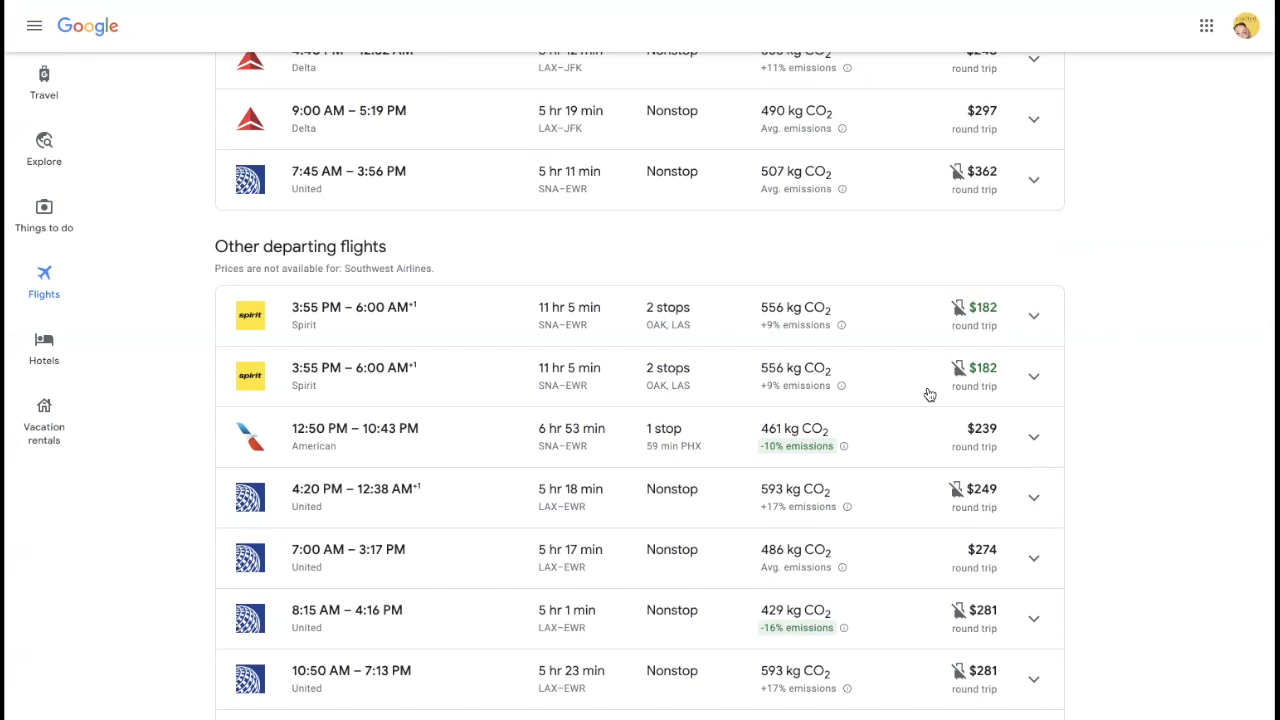 Google
Travel
Explore
Things to do
Flights
Hotels
Vacation
rentals
Delta
LAX–JFK
+11% emissions
round trip
9:00 AM – 5:19 PM
5 hr 19 min
Nonstop
490 kg CO2
$297
Delta
LAX–JFK
Avg. emissions
round trip
7:45 AM – 3:56 PM
5 hr 11 min
Nonstop
507 kg CO2
$362
United
SNA–EWR
Avg. emissions
round trip
Other departing flights
Prices are not available for: Southwest Airlines.
spirit
3:55 PM – 6:00 AM+1
11 hr 5 min
2 stops
556 kg CO2
$182
Spirit
SNA–EWR
OAK, LAS
+9% emissions
round trip
spirit
3:55 PM – 6:00 AM+1
11 hr 5 min
2 stops
556 kg CO2
$182
Spirit
SNA–EWR
OAK, LAS
+9% emissions
round trip
12:50 PM – 10:43 PM
6 hr 53 min
1 stop
461 kg CO2
$239
American
SNA–EWR
59 min PHX
-10% emissions
round trip
4:20 PM – 12:38 AM+1
5 hr 18 min
Nonstop
593 kg CO2
$249
United
LAX–EWR
+17% emissions
round trip
7:00 AM – 3:17 PM
5 hr 17 min
Nonstop
486 kg CO2
$274
United
LAX–EWR
Avg. emissions
round trip
8:15 AM – 4:16 PM
5 hr 1 min
Nonstop
429 kg CO2
$281
United
LAX–EWR
-16% emissions
round trip
10:50 AM – 7:13 PM
5 hr 23 min
Nonstop
593 kg CO2
$281
United
LAX–EWR
+17% emissions
round trip